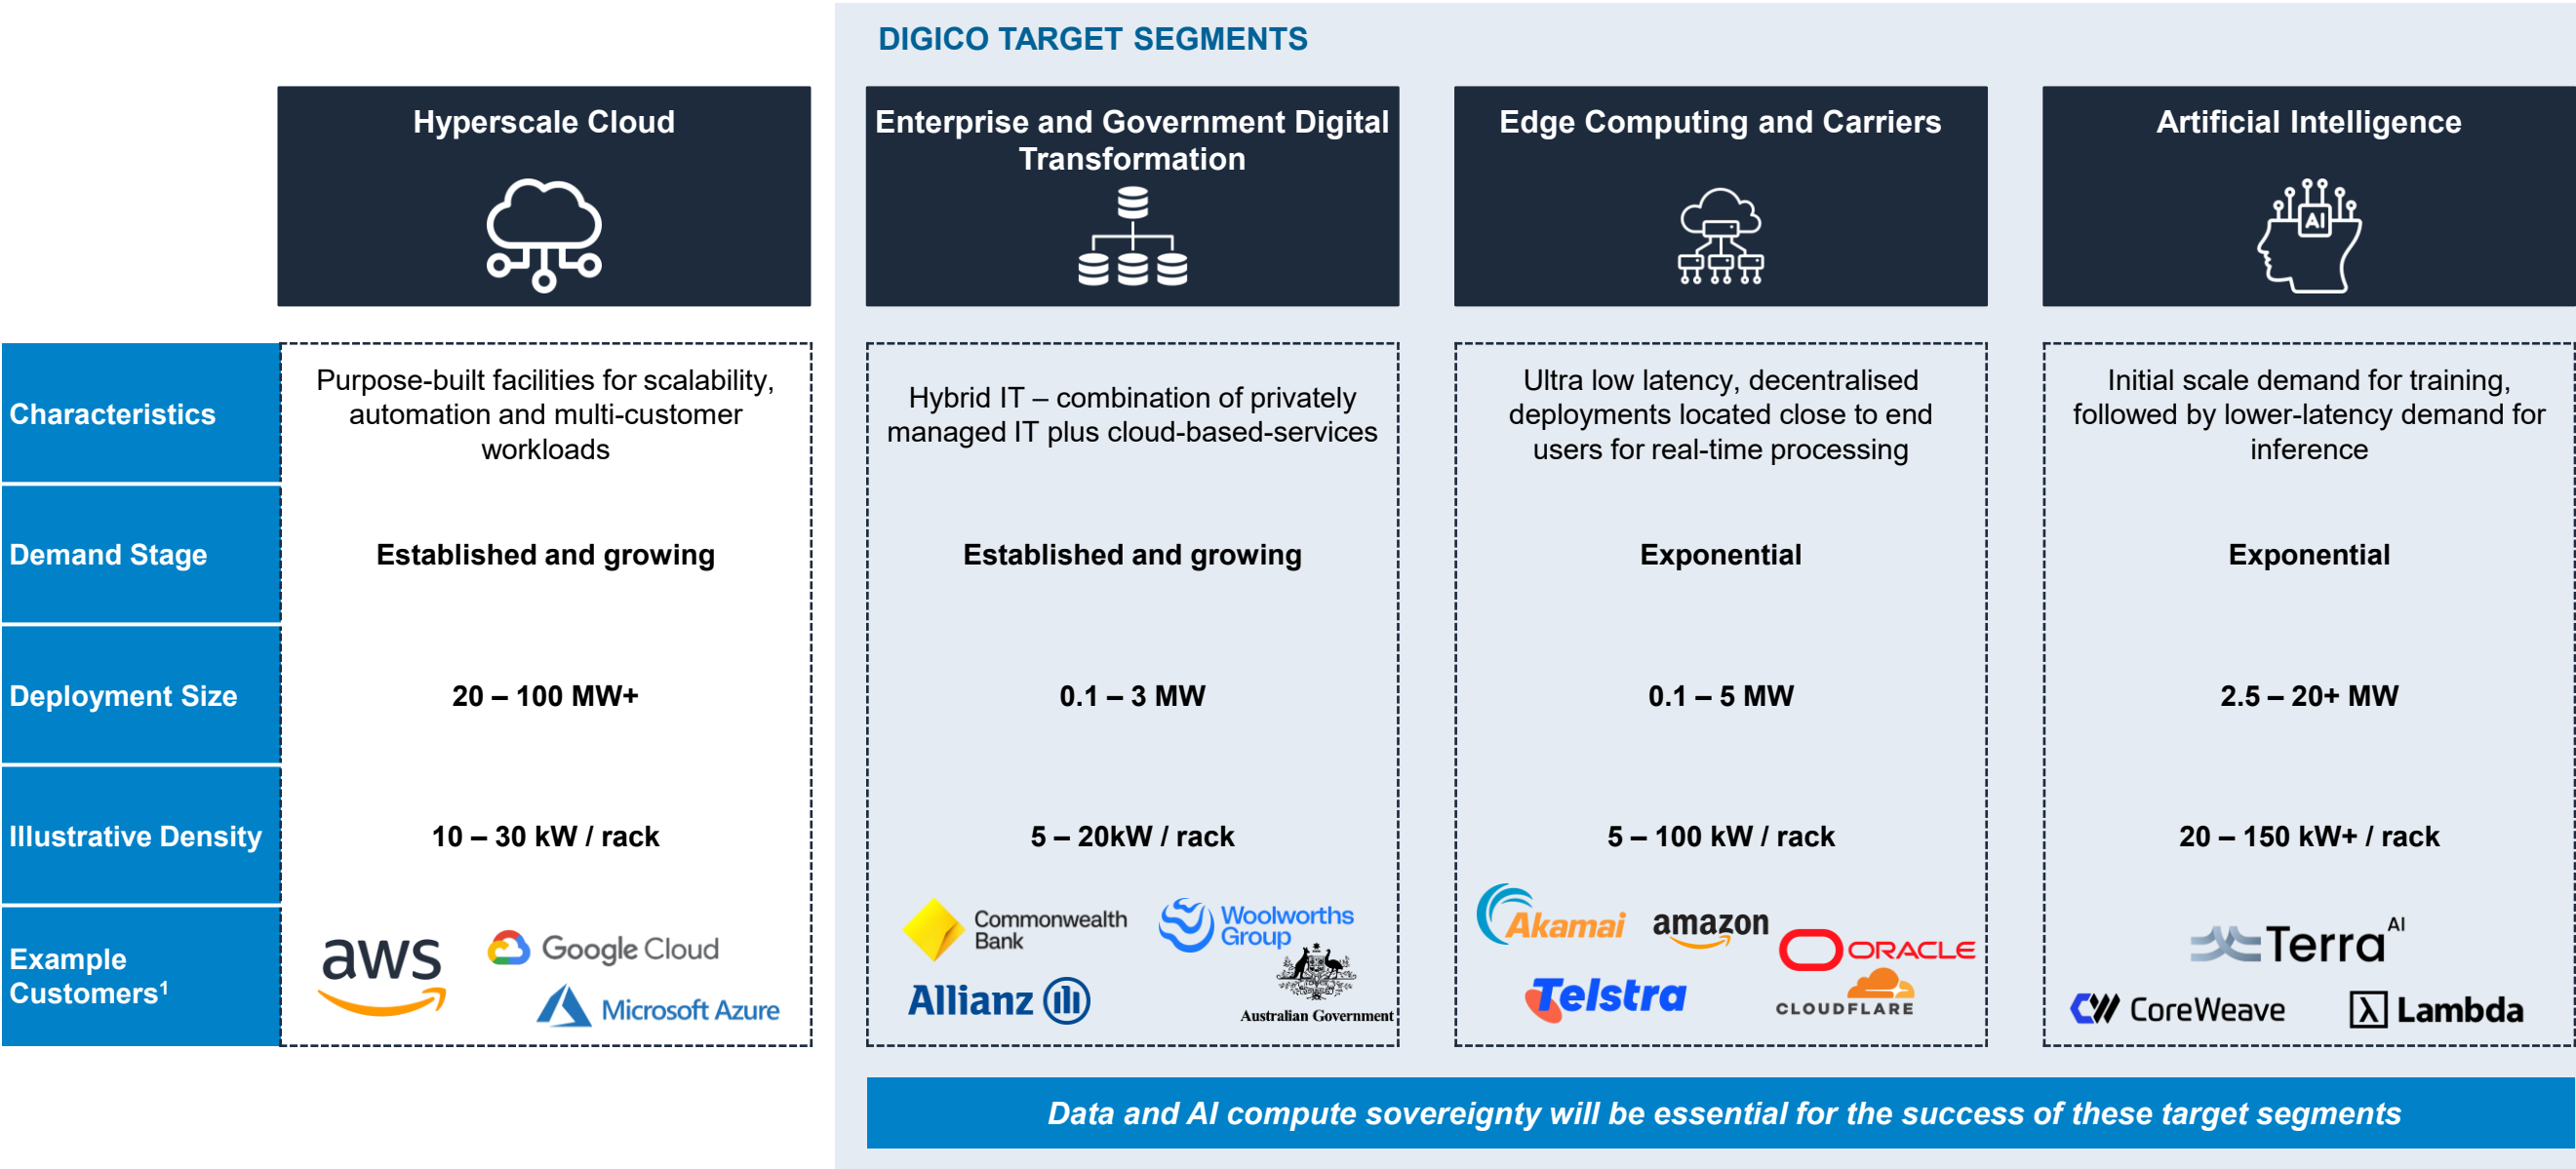 DIGICO TARGET SEGMENTS
Hyperscale Cloud
Enterprise and Government Digital
Transformation
Edge Computing and Carriers
Artificial Intelligence
AI
Characteristics
Purpose-built facilities for scalability,
automation and multi-customer
workloads
Hybrid IT – combination of privately
managed IT plus cloud-based-services
Ultra low latency, decentralised
deployments located close to end
users for real-time processing
Initial scale demand for training,
followed by lower-latency demand for
inference
Demand Stage
Established and growing
Established and growing
Exponential
Exponential
Deployment Size
20 – 100 MW+
0.1 – 3 MW
0.1 – 5 MW
2.5 – 20+ MW
Illustrative Density
10 – 30 kW / rack
5 – 20kW / rack
5 – 100 kW / rack
20 – 150 kW+ / rack
Example
Customers¹
aws
Google Cloud
Microsoft Azure
Commonwealth
Bank
Woolworths
Group
Allianz
Australian Government
Akamai
amazon
ORACLE
Telstra
CLOUDFLARE
Terra AI
CoreWeave
λ Lambda
Data and AI compute sovereignty will be essential for the success of these target segments